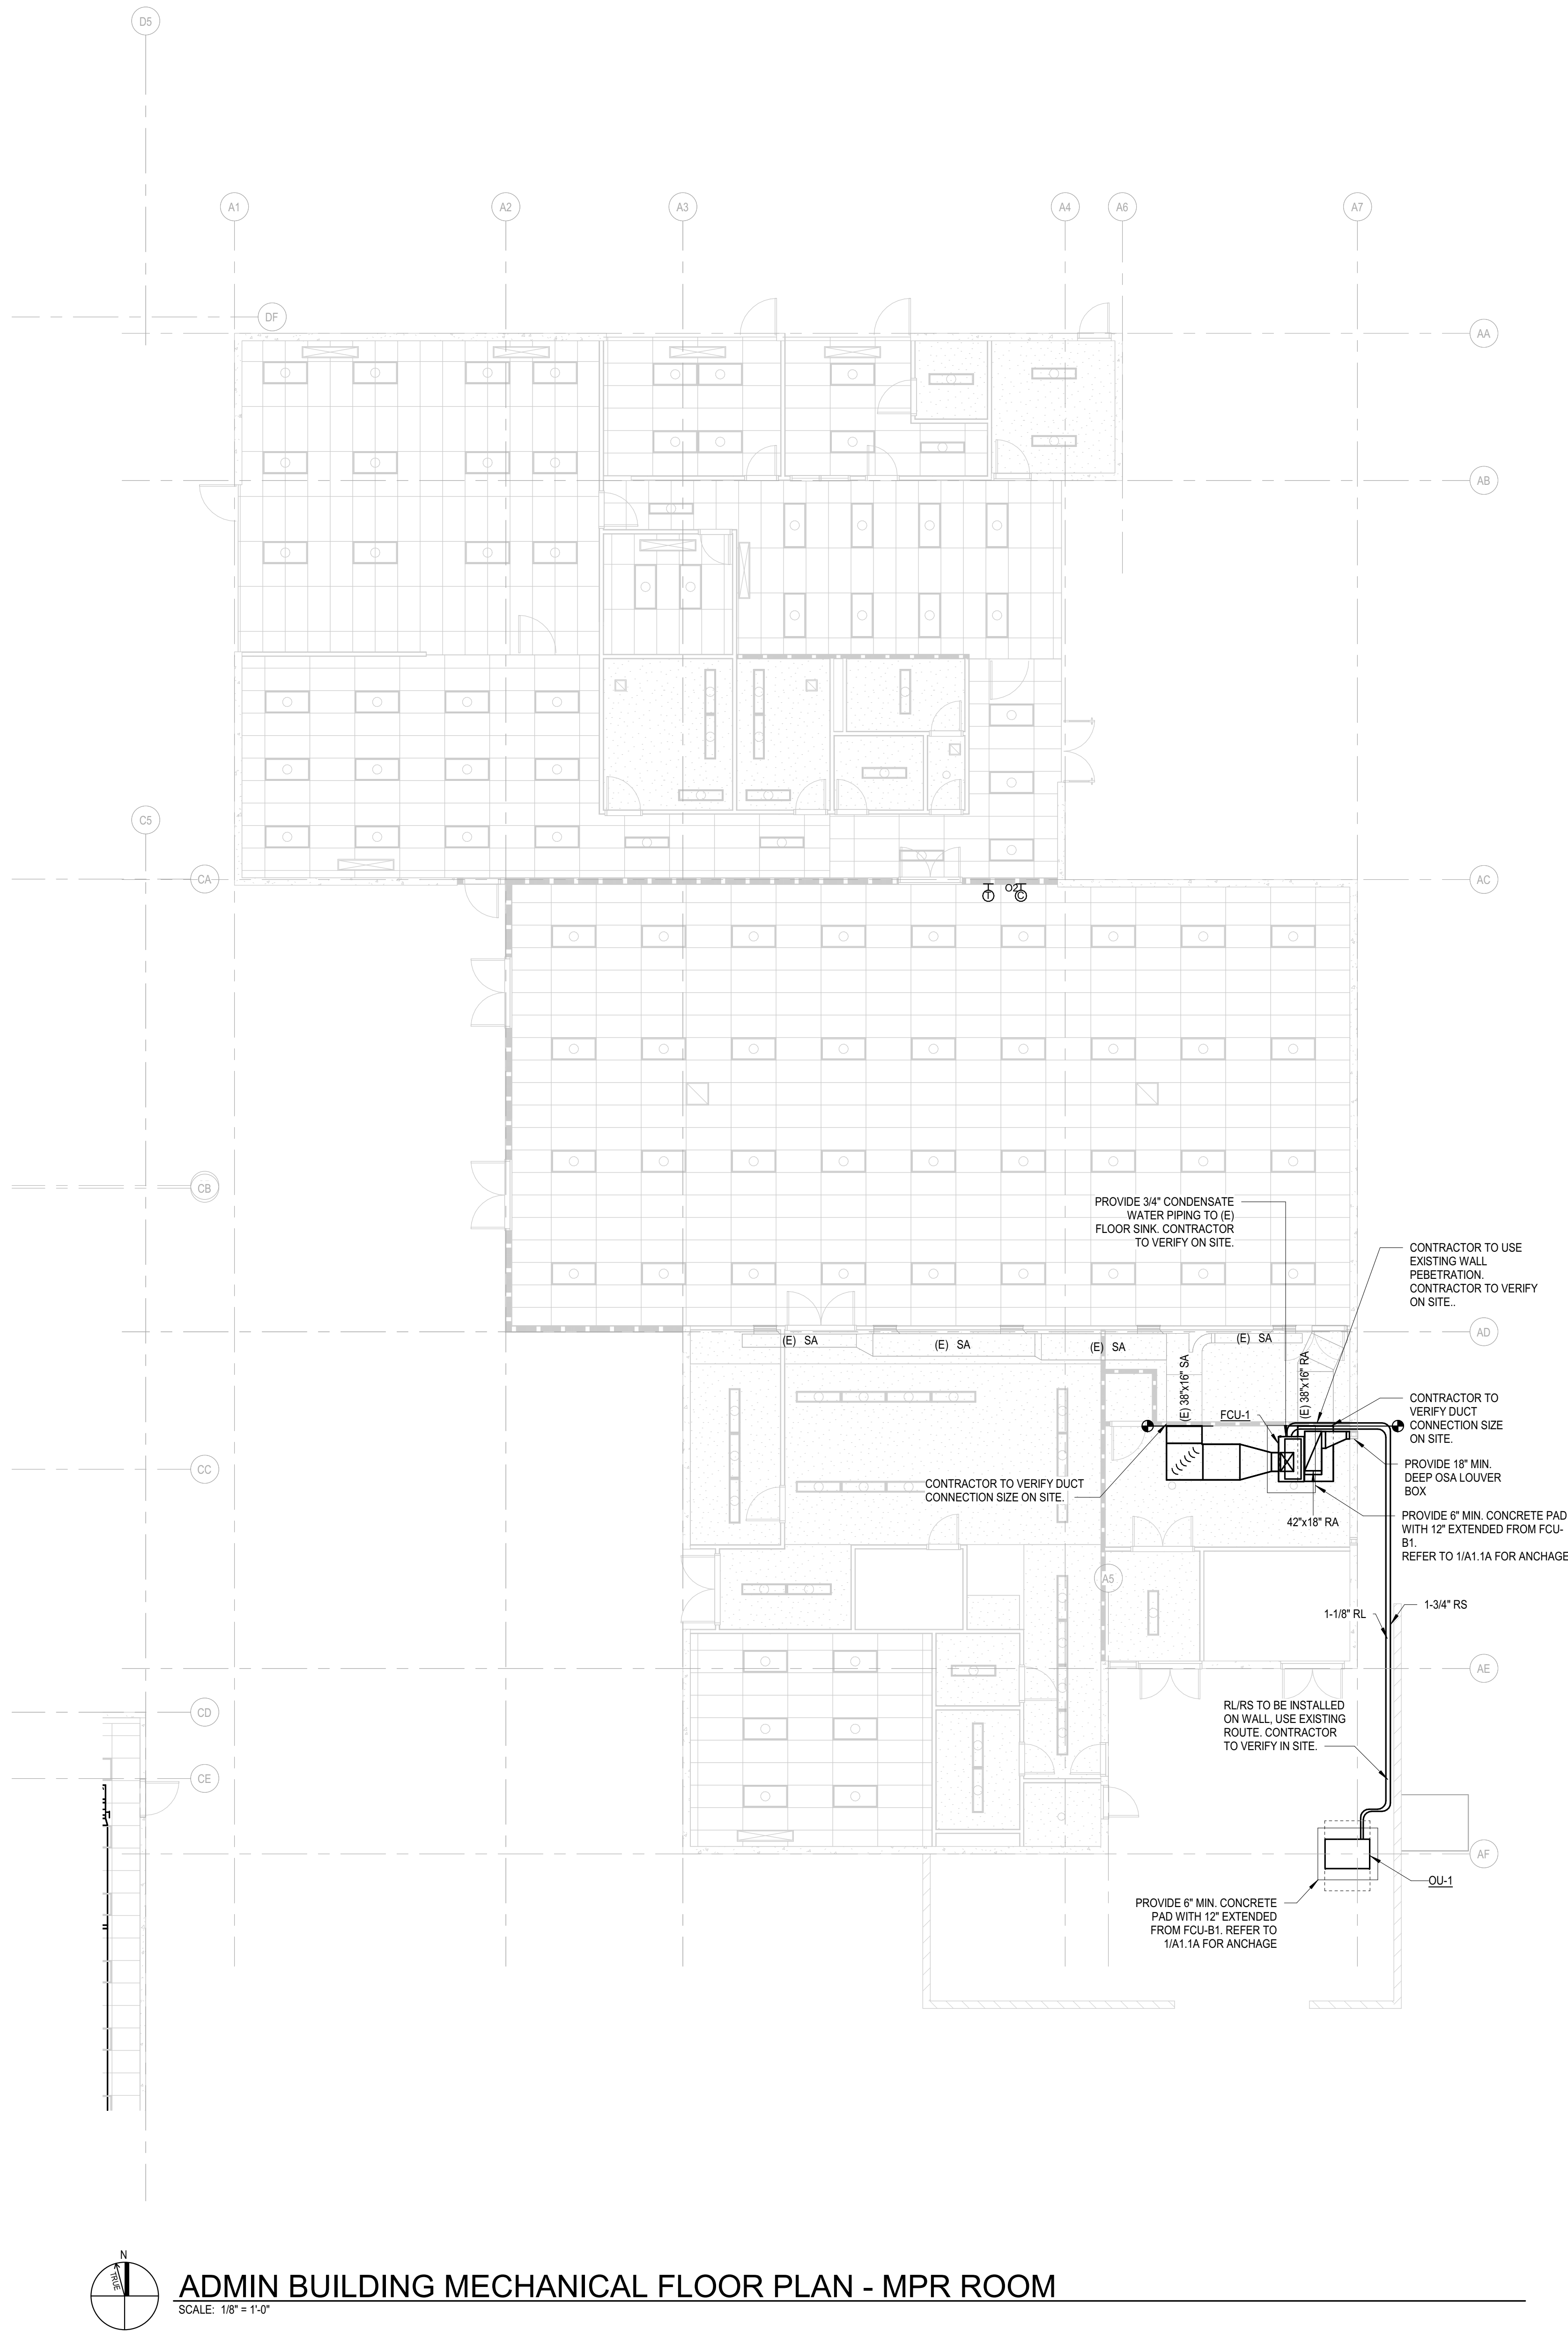 D5
A1
A2
A3
A4
A6
A7
DF
AA
AB
C5
CA
AC
T
O2
C
CB
PROVIDE 3/4" CONDENSATE
WATER PIPING TO (E)
FLOOR SINK. CONTRACTOR
TO VERIFY ON SITE.
CONTRACTOR TO USE
EXISTING WALL
PEBETRATION.
CONTRACTOR TO VERIFY
ON SITE..
AD
(E) SA
(E) SA
(E) SA
(E) SA
(E) 38"x16" SA
(E) 38"x16" RA
FCU-1
CONTRACTOR TO
VERIFY DUCT
CONNECTION SIZE
ON SITE.
CC
CONTRACTOR TO VERIFY DUCT
CONNECTION SIZE ON SITE.
PROVIDE 18" MIN.
DEEP OSA LOUVER
BOX
42"x18" RA
PROVIDE 6" MIN. CONCRETE PAD
WITH 12" EXTENDED FROM FCU-
B1.
REFER TO 1/A1.1A FOR ANCHAGE
A5
1-1/8" RL
1-3/4" RS
AE
RL/RS TO BE INSTALLED
ON WALL, USE EXISTING
ROUTE. CONTRACTOR
TO VERIFY IN SITE.
CD
CE
AF
OU-1
PROVIDE 6" MIN. CONCRETE
PAD WITH 12" EXTENDED
FROM FCU-B1. REFER TO
1/A1.1A FOR ANCHAGE
N
TRUE
ADMIN BUILDING MECHANICAL FLOOR PLAN - MPR ROOM
SCALE: 1/8" = 1'-0"